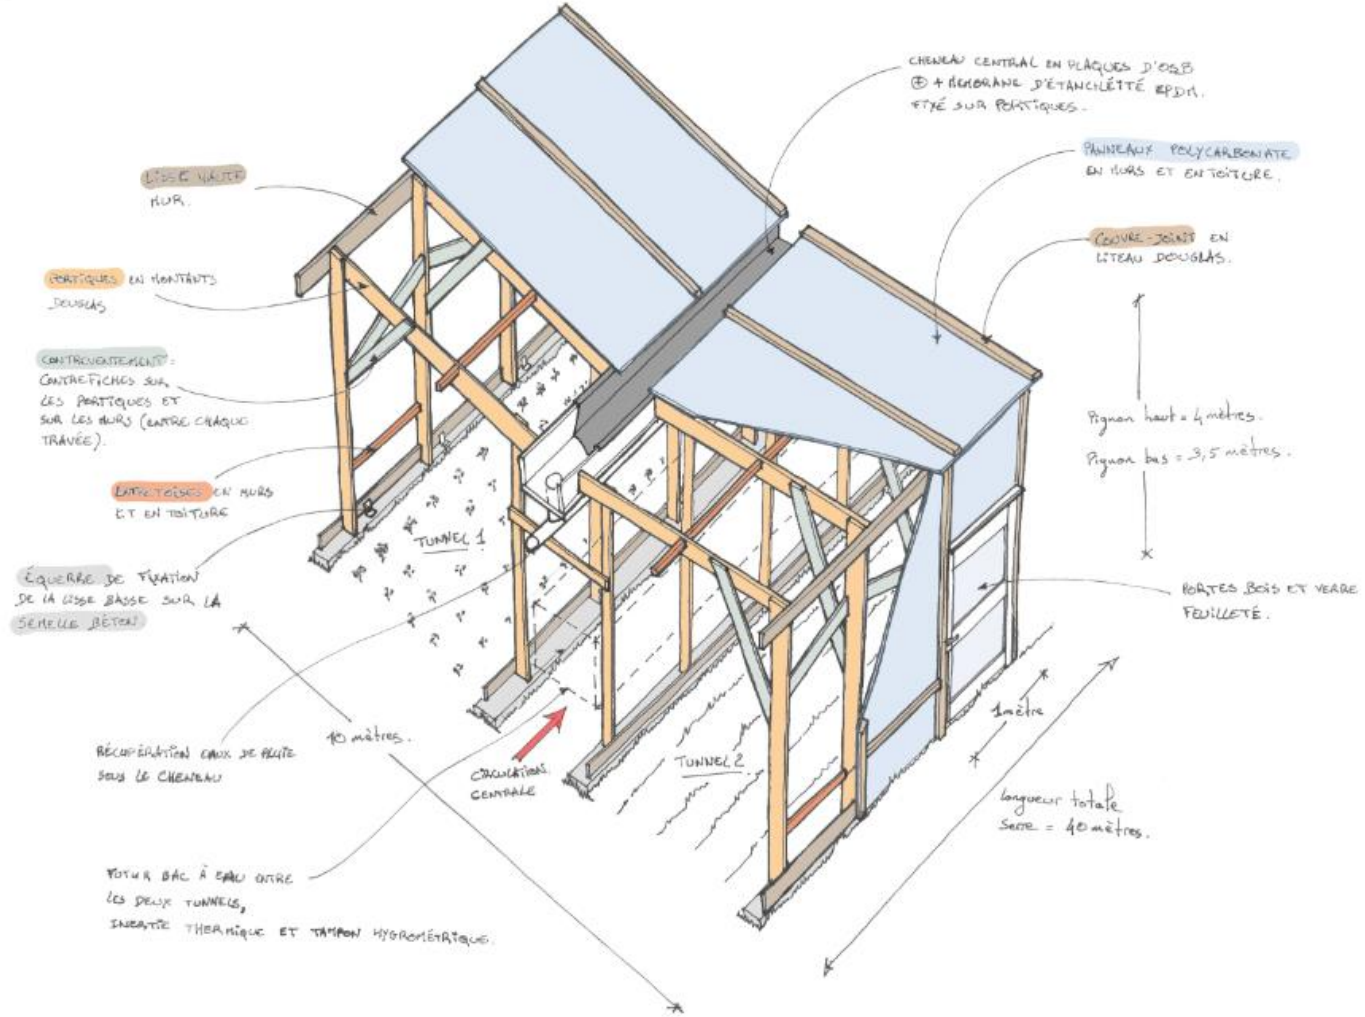 CHENEAU CENTRAL EN PLAQUES D'OSB
⊕ + MEMBRANE D'ÉTANCHÉÏTÉ EPDM.
FIXÉ SUR PORTIQUES.
PANNEAUX POLYCARBONATE
EN MURS ET EN TOITURE.
LISSE HAUTE
MUR.
COUVRE-JOINT EN
LITEAU DOUGLAS.
PORTIQUES EN MONTANTS
DOUGLAS
CONTREVENTEMENT :
CONTREFICHES SUR
LES PORTIQUES ET
SUR LES MURS (ENTRE CHAQUE
TRAVÉE).
Pignon haut = 4 mètres.
Pignon bas = 3,5 mètres.
ENTRETOISES EN MURS
ET EN TOITURE
TUNNEL 1
ÉQUERRE DE FIXATION
DE LA LISSE BASSE SUR LA
SEMELLE BÉTON
PORTES BOIS ET VERRE
FEUILLETÉ.
1 mètre
10 mètres.
RÉCUPÉRATION EAUX DE PLUIE
SOUS LE CHENEAU
CIRCULATION
CENTRALE
TUNNEL 2
Longueur totale
Serre = 40 mètres.
FUTUR BAC À EAU ENTRE
LES DEUX TUNNELS,
INERTIE THERMIQUE ET TAMPON HYGROMÉTRIQUE.